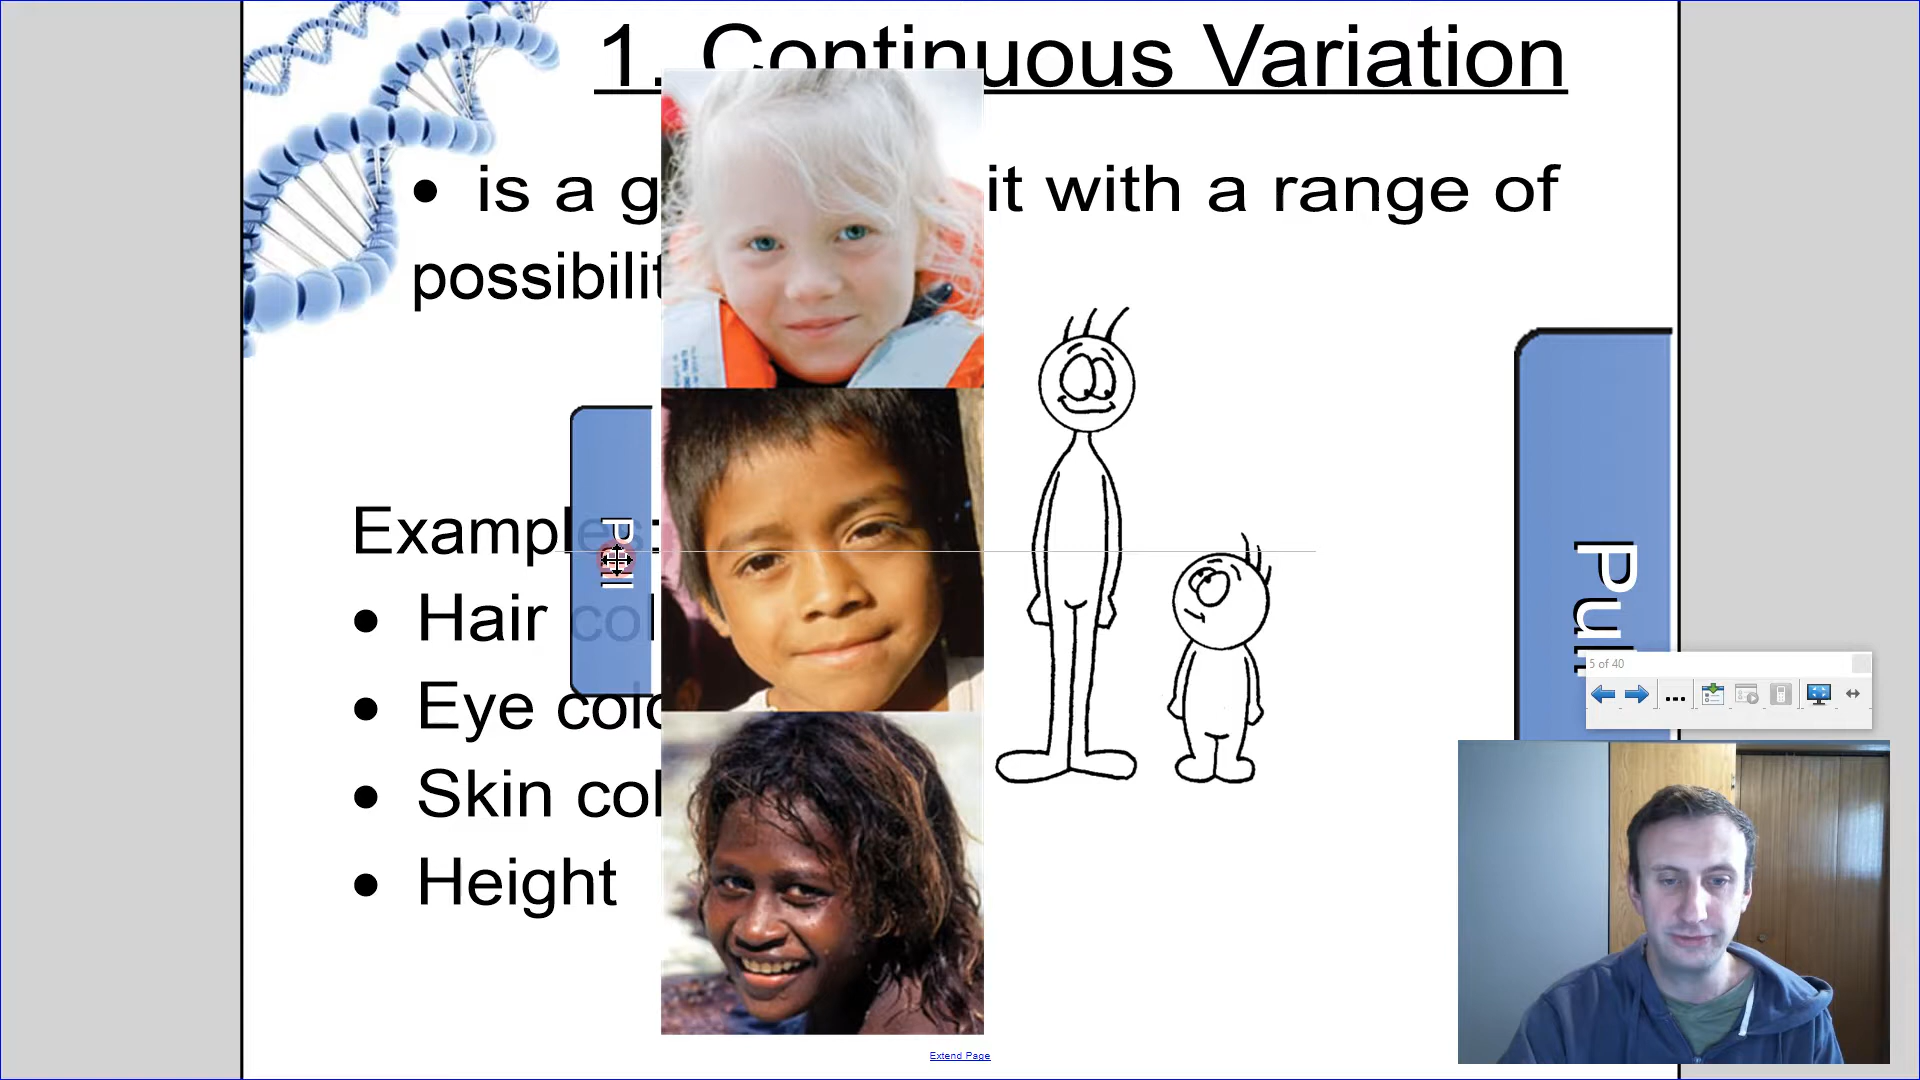 1. Continuous Variation
• is a g it with a range of
possibilit
Examples:
• Hair col
• Eye colo
• Skin col
• Height
Pull
Pull
5 of 40
Extend Page